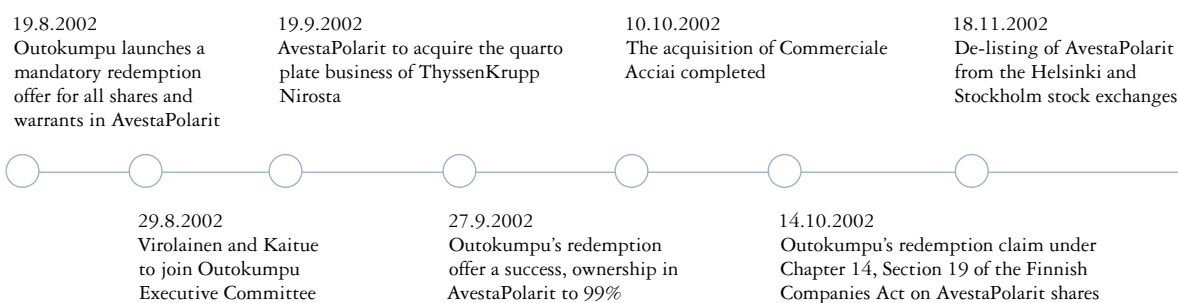 19.8.2002
Outokumpu launches a
mandatory redemption
offer for all shares and
warrants in AvestaPolarit
19.9.2002
AvestaPolarit to acquire the quarto
plate business of ThyssenKrupp
Nirosta
10.10.2002
The acquisition of Commerciale
Acciai completed
18.11.2002
De-listing of AvestaPolarit
from the Helsinki and
Stockholm stock exchanges
29.8.2002
Virolainen and Kaitue
to join Outokumpu
Executive Committee
27.9.2002
Outokumpu’s redemption
offer a success, ownership in
AvestaPolarit to 99%
14.10.2002
Outokumpu’s redemption claim under
Chapter 14, Section 19 of the Finnish
Companies Act on AvestaPolarit shares